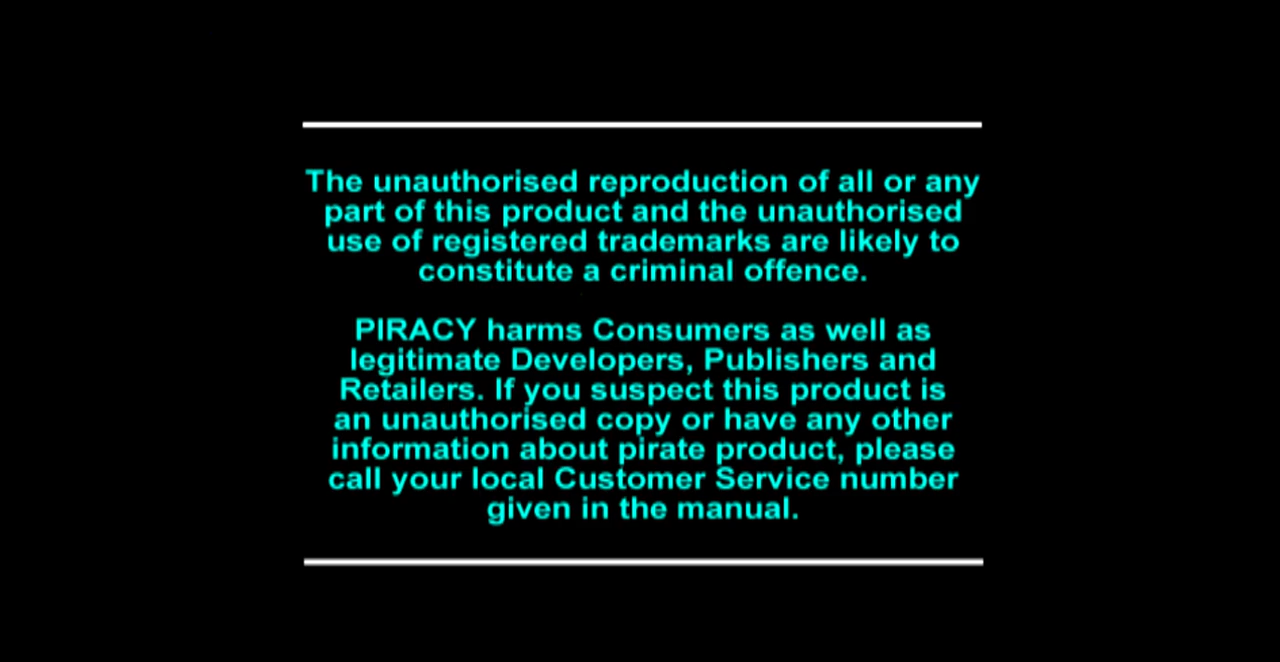 The unauthorised reproduction of all or any
part of this product and the unauthorised
use of registered trademarks are likely to
constitute a criminal offence.
PIRACY harms Consumers as well as
legitimate Developers, Publishers and
Retailers. If you suspect this product is
an unauthorised copy or have any other
information about pirate product, please
call your local Customer Service number
given in the manual.